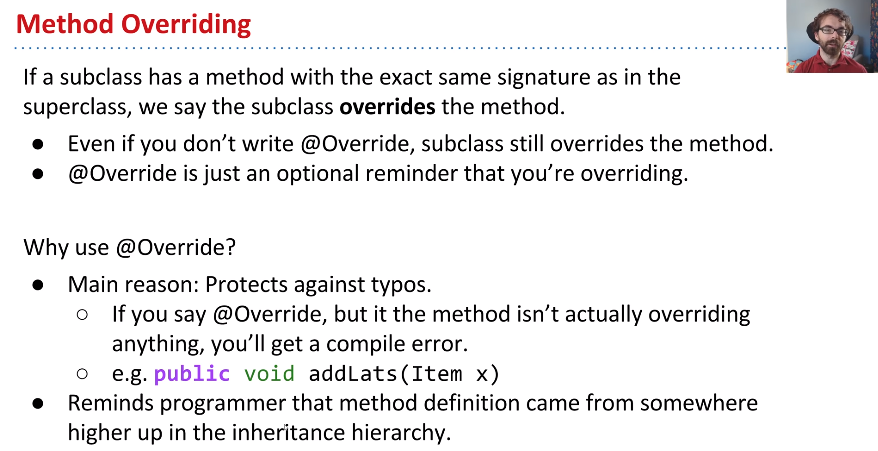 Method Overriding
If a subclass has a method with the exact same signature as in the
superclass, we say the subclass overrides the method.
● Even if you don’t write @Override, subclass still overrides the method.
● @Override is just an optional reminder that you’re overriding.
Why use @Override?
● Main reason: Protects against typos.
○ If you say @Override, but it the method isn’t actually overriding
anything, you’ll get a compile error.
○ e.g. public void addLats(Item x)
● Reminds programmer that method definition came from somewhere
higher up in the inheritance hierarchy.